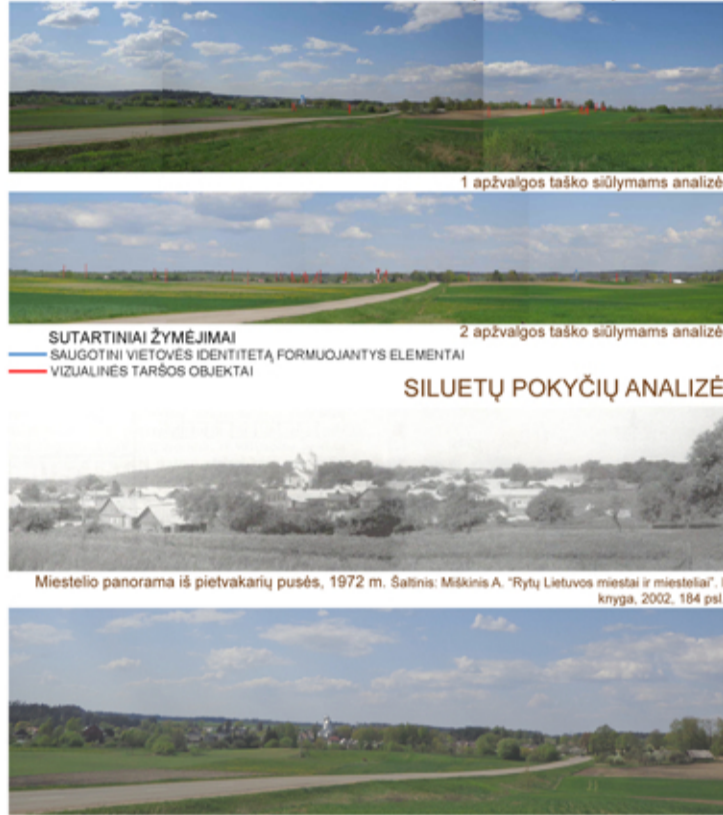 1 apžvalgos taško siūlymams analizė
2 apžvalgos taško siūlymams analizė
SUTARTINIAI ŽYMĖJIMAI
SAUGOTINI VIETOVĖS IDENTITETĄ FORMUOJANTYS ELEMENTAI
VIZUALINĖS TARŠOS OBJEKTAI
SILUETŲ POKYČIŲ ANALIZĖ
Miestelio panorama iš pietvakarių pusės, 1972 m. Šaltinis: Miškinis A. "Rytų Lietuvos miestai ir miesteliai".
knyga, 2002, 184 psl